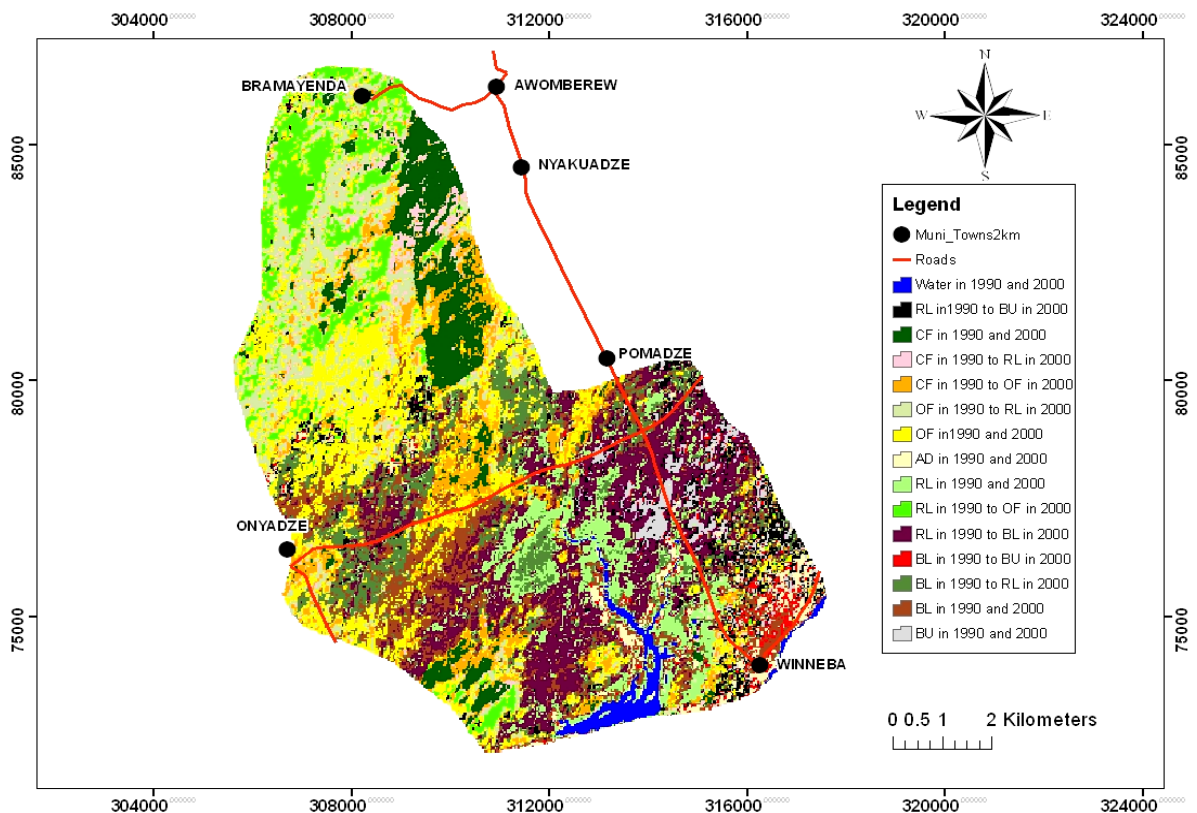 304000 308000 312000 316000 320000 324000
N
BRAMAYENDA
AWOMBEREW
W E
85000 85000
NYAKUADZE
S
Legend
Muni_Towns2km
Roads
Water in 1990 and 2000
RL in1990 to BU in 2000
CF in 1990 and 2000
POMADZE
CF in 1990 to RL in 2000
80000 80000
CF in 1990 to OF in 2000
OF in 1990 to RL in 2000
OF in1990 and 2000
AD in 1990 and 2000
RL in 1990 and 2000
RL in 1990 to OF in 2000
ONYADZE
RL in 1990 to BL in 2000
BL in 1990 to BU in 2000
BL in 1990 to RL in 2000
BL in 1990 and 2000
75000 75000
BU in 1990 and 2000
WINNEBA
0 0.5 1 2 Kilometers
304000 308000 312000 316000 320000 324000